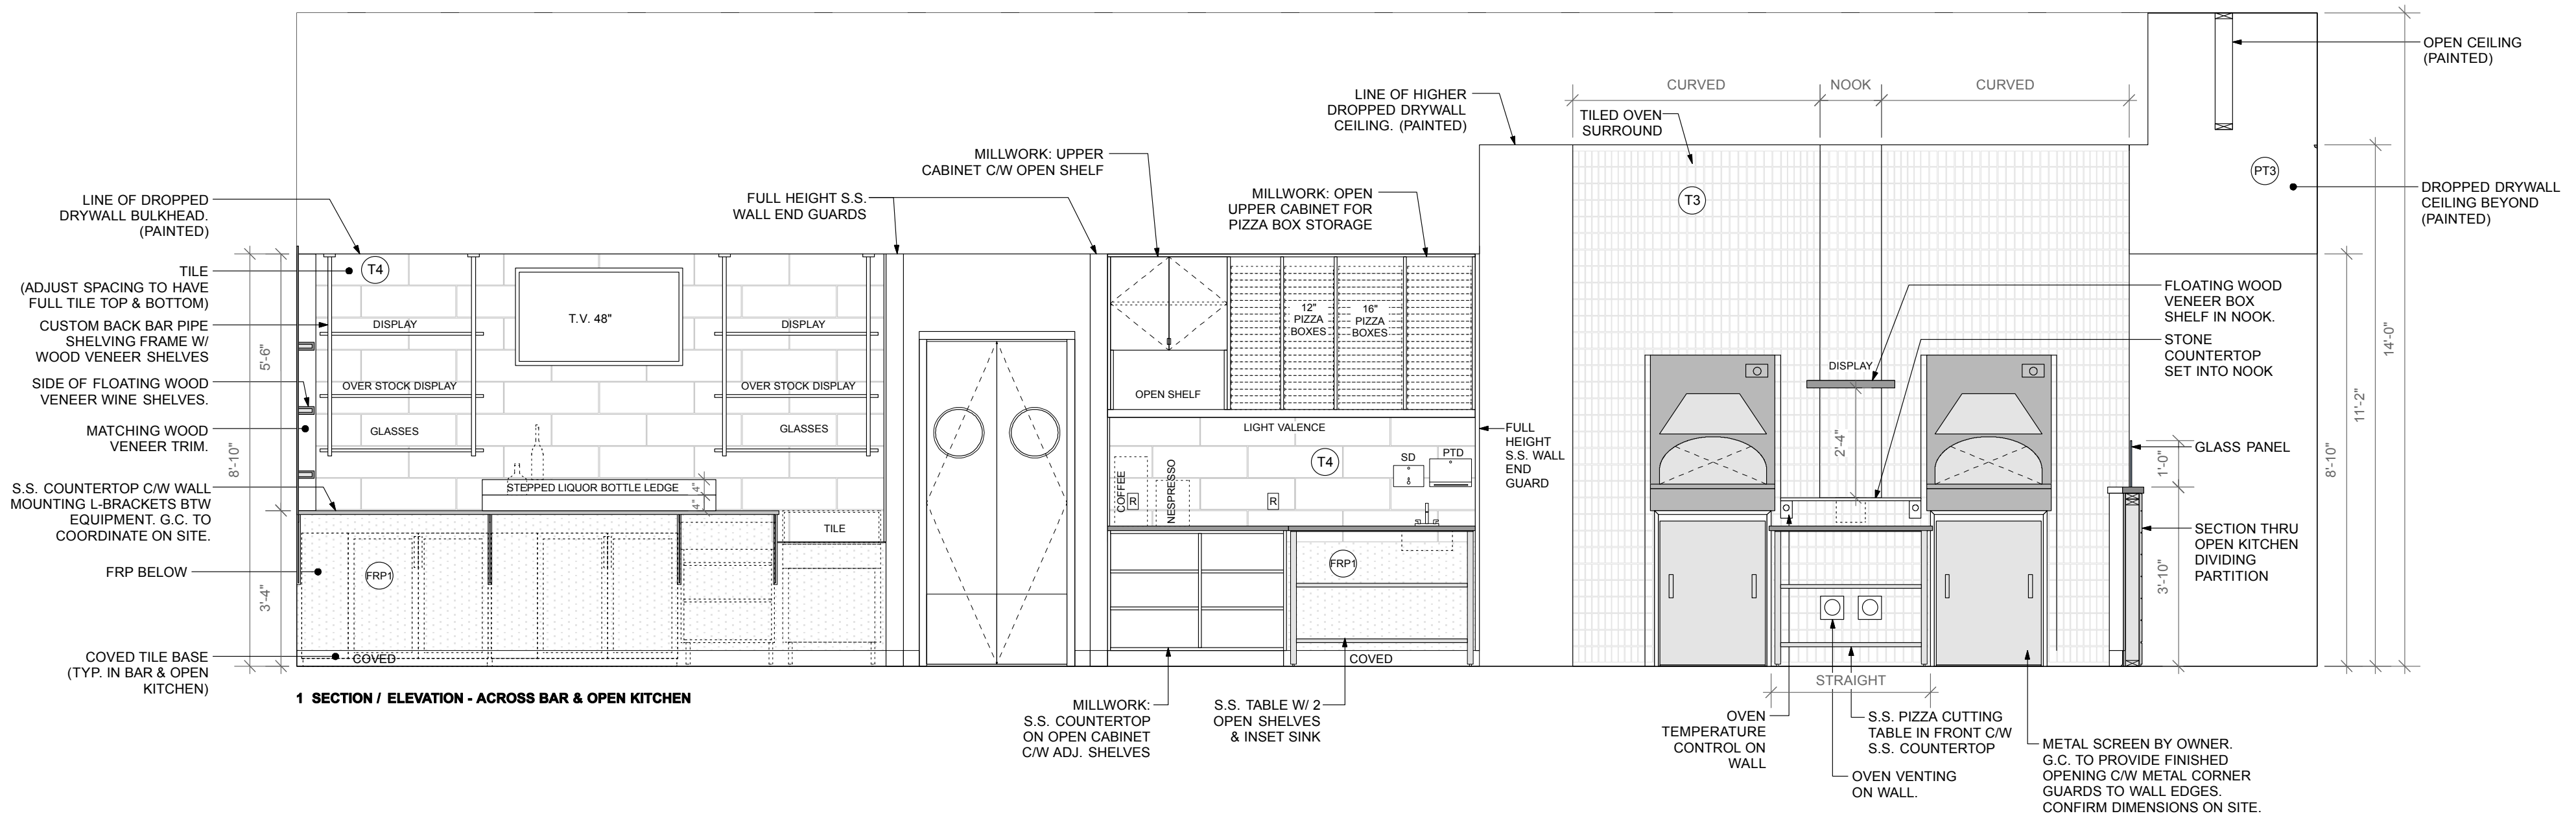 OPEN CEILING
(PAINTED)
CURVED
NOOK
CURVED
LINE OF HIGHER
DROPPED DRYWALL
CEILING. (PAINTED)
TILED OVEN
SURROUND
MILLWORK: UPPER
CABINET C/W OPEN SHELF
PT3
DROPPED DRYWALL
CEILING BEYOND
(PAINTED)
LINE OF DROPPED
DRYWALL BULKHEAD.
(PAINTED)
FULL HEIGHT S.S.
WALL END GUARDS
MILLWORK: OPEN
UPPER CABINET FOR
PIZZA BOX STORAGE
T3
TILE
(ADJUST SPACING TO HAVE
FULL TILE TOP & BOTTOM)
T4
CUSTOM BACK BAR PIPE
SHELVING FRAME W/
WOOD VENEER SHELVES
SIDE OF FLOATING WOOD
VENEER WINE SHELVES.
MATCHING WOOD
VENEER TRIM.
S.S. COUNTERTOP C/W WALL
MOUNTING L-BRACKETS BTW
EQUIPMENT. G.C. TO
COORDINATE ON SITE.
FRP BELOW
COVED TILE BASE
(TYP. IN BAR & OPEN
KITCHEN)
8'-10"
5'-6"
3'-4"
DISPLAY
OVER STOCK DISPLAY
GLASSES
T.V. 48"
DISPLAY
OVER STOCK DISPLAY
GLASSES
STEPPED LIQUOR BOTTLE LEDGE
4"
4"
TILE
FRP1
COVED
12"
PIZZA
BOXES
16"
PIZZA
BOXES
OPEN SHELF
LIGHT VALENCE
T4
SD
PTD
COFFEE
R
NESPRESSO
R
FRP1
COVED
FULL
HEIGHT
S.S. WALL
END
GUARD
DISPLAY
2'-4"
STRAIGHT
FLOATING WOOD
VENEER BOX
SHELF IN NOOK.
STONE
COUNTERTOP
SET INTO NOOK
GLASS PANEL
SECTION THRU
OPEN KITCHEN
DIVIDING
PARTITION
1'-0"
3'-10"
8'-10"
11'-2"
14'-0"
1 SECTION / ELEVATION - ACROSS BAR & OPEN KITCHEN
MILLWORK:
S.S. COUNTERTOP
ON OPEN CABINET
C/W ADJ. SHELVES
S.S. TABLE W/ 2
OPEN SHELVES
& INSET SINK
OVEN
TEMPERATURE
CONTROL ON
WALL
S.S. PIZZA CUTTING
TABLE IN FRONT C/W
S.S. COUNTERTOP
OVEN VENTING
ON WALL.
METAL SCREEN BY OWNER.
G.C. TO PROVIDE FINISHED
OPENING C/W METAL CORNER
GUARDS TO WALL EDGES.
CONFIRM DIMENSIONS ON SITE.